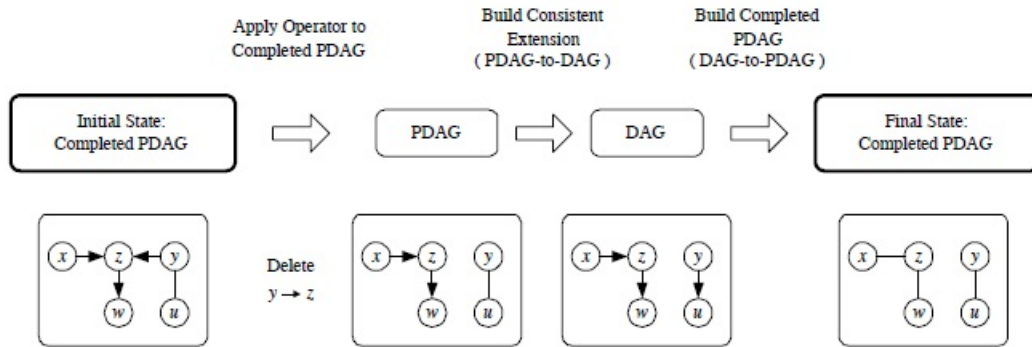 Apply Operator to
Completed PDAG
Build Consistent
Extension
( PDAG-to-DAG )
Build Completed
PDAG
( DAG-to-PDAG )
Initial State:
Completed PDAG
PDAG
DAG
Final State:
Completed PDAG
x z y
w u
Delete
y → z
x z y
w u
x z y
w u
x z y
w u